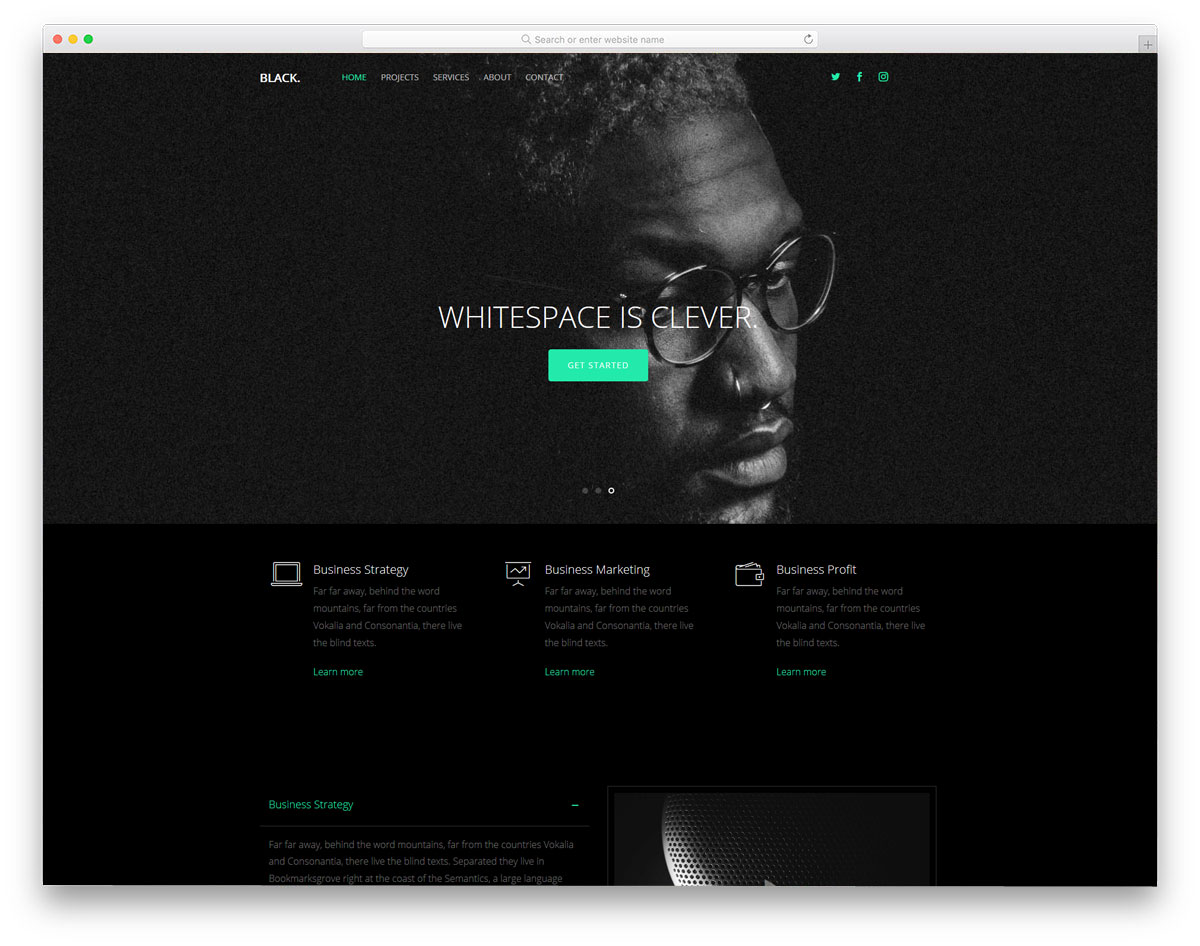 Search or enter website name
BLACK.
HOME PROJECTS SERVICES ABOUT CONTACT
WHITESPACE IS CLEVER.
GET STARTED
Business Strategy
Far far away, behind the word
mountains, far from the countries
Vokalia and Consonantia, there live
the blind texts.
Learn more
Business Marketing
Far far away, behind the word
mountains, far from the countries
Vokalia and Consonantia, there live
the blind texts.
Learn more
Business Profit
Far far away, behind the word
mountains, far from the countries
Vokalia and Consonantia, there live
the blind texts.
Learn more
Business Strategy
Far far away, behind the word mountains, far from the countries Vokalia
and Consonantia, there live the blind texts. Separated they live in
Bookmarksgrove right at the coast of the Semantics, a large language